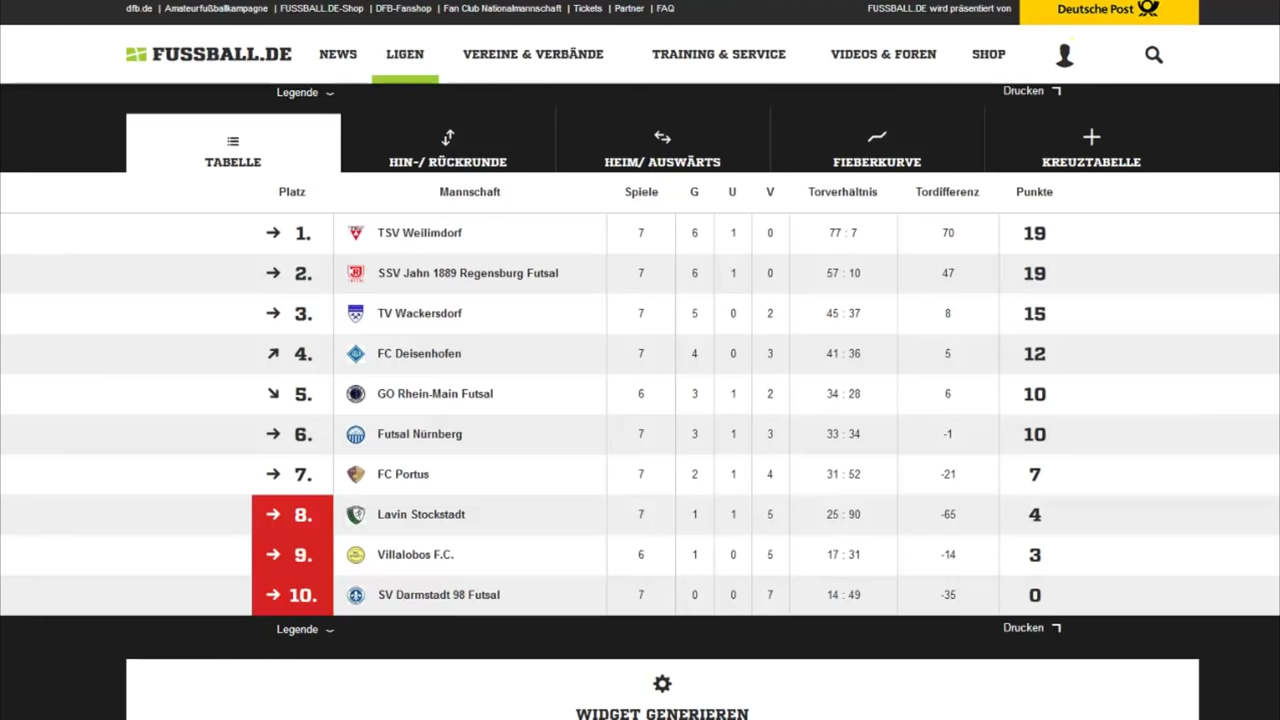 dfb.de | Amateurfußballkampagne | FUSSBALL.DE-Shop | DFB-Fanshop | Fan Club Nationalmannschaft | Tickets | Partner | FAQ FUSSBALL.DE wird präsentiert von Deutsche Post
FUSSBALL.DE NEWS LIGEN VEREINE & VERBÄNDE TRAINING & SERVICE VIDEOS & FOREN SHOP
Legende Drucken
TABELLE HIN-/ RÜCKRUNDE HEIM/ AUSWÄRTS FIEBERKURVE KREUZTABELLE
Platz Mannschaft Spiele G U V Torverhältnis Tordifferenz Punkte
1. TSV Weilimdorf 7 6 1 0 77 : 7 70 19
2. SSV Jahn 1889 Regensburg Futsal 7 6 1 0 57 : 10 47 19
3. TV Wackersdorf 7 5 0 2 45 : 37 8 15
4. FC Deisenhofen 7 4 0 3 41 : 36 5 12
5. GO Rhein-Main Futsal 6 3 1 2 34 : 28 6 10
6. Futsal Nürnberg 7 3 1 3 33 : 34 -1 10
7. FC Portus 7 2 1 4 31 : 52 -21 7
8. Lavin Stockstadt 7 1 1 5 25 : 90 -65 4
9. Villalobos F.C. 6 1 0 5 17 : 31 -14 3
10. SV Darmstadt 98 Futsal 7 0 0 7 14 : 49 -35 0
Legende Drucken
WIDGET GENERIEREN